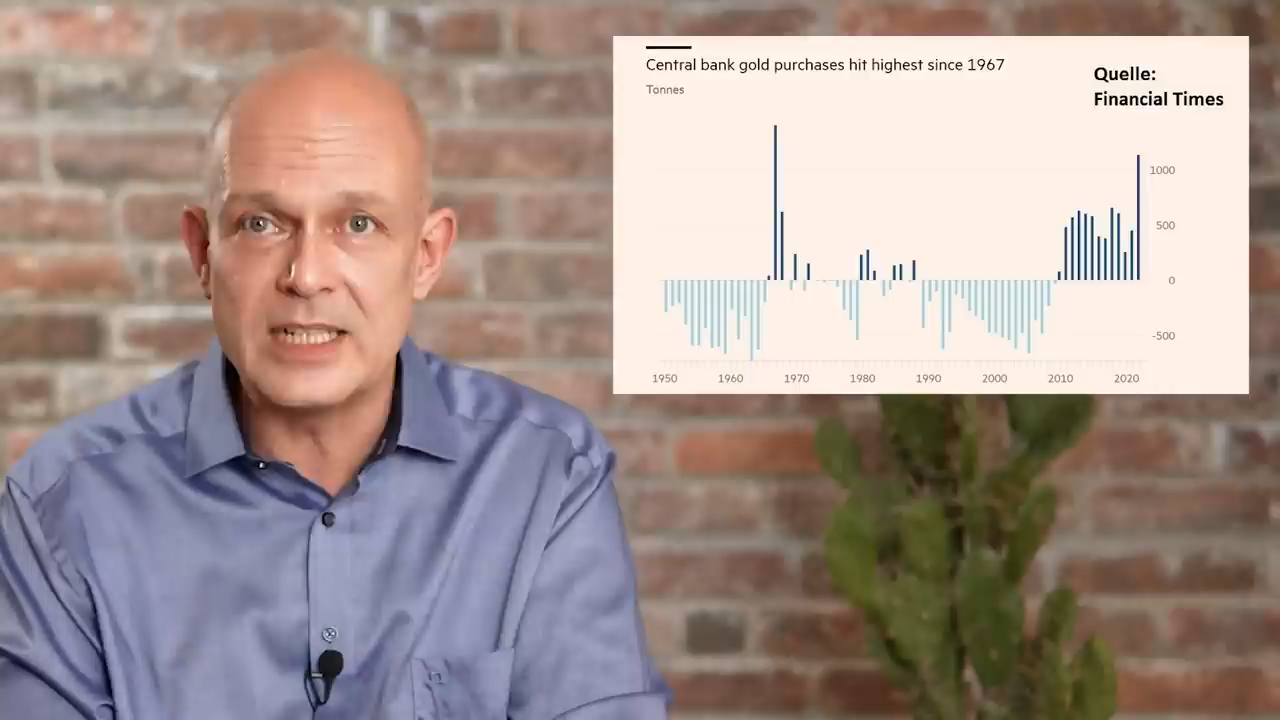 Central bank gold purchases hit highest since 1967
Tonnes
Quelle:
Financial Times
1000
500
0
-500
1950 1960 1970 1980 1990 2000 2010 2020